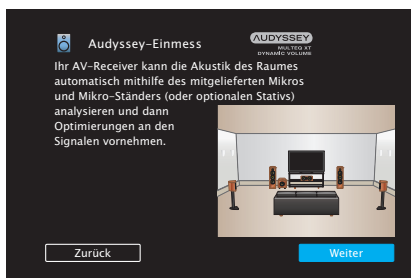 Audyssey-Einmess
AUDYSSEY
MULTEQ XT
DYNAMIC VOLUME
Ihr AV-Receiver kann die Akustik des Raumes
automatisch mithilfe des mitgelieferten Mikros
und Mikro-Ständers (oder optionalen Stativs)
analysieren und dann
Optimierungen an den
Signalen vornehmen.
Zurück
Weiter